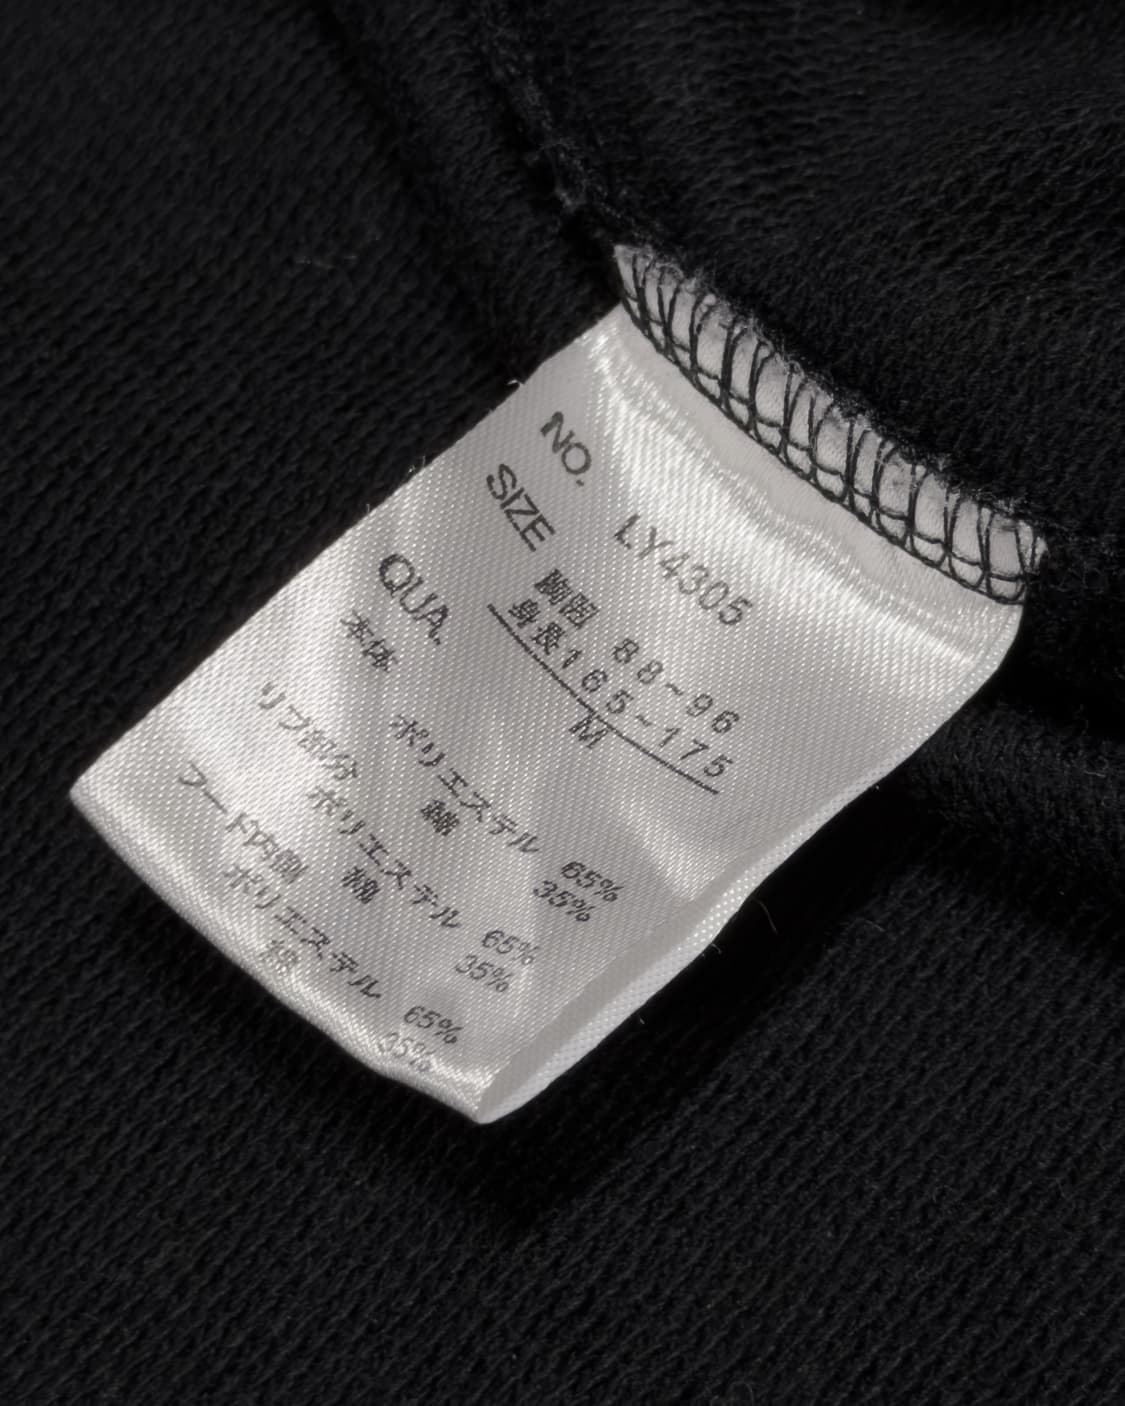 NO. LY4305
SIZE 胸囲 88~96
身長165~175
M
QUA.
本体
ポリエステル 65%
綿 35%
リブ部分
ポリエステル 65%
綿 35%
フード内側
ポリエステル 65%
綿 35%